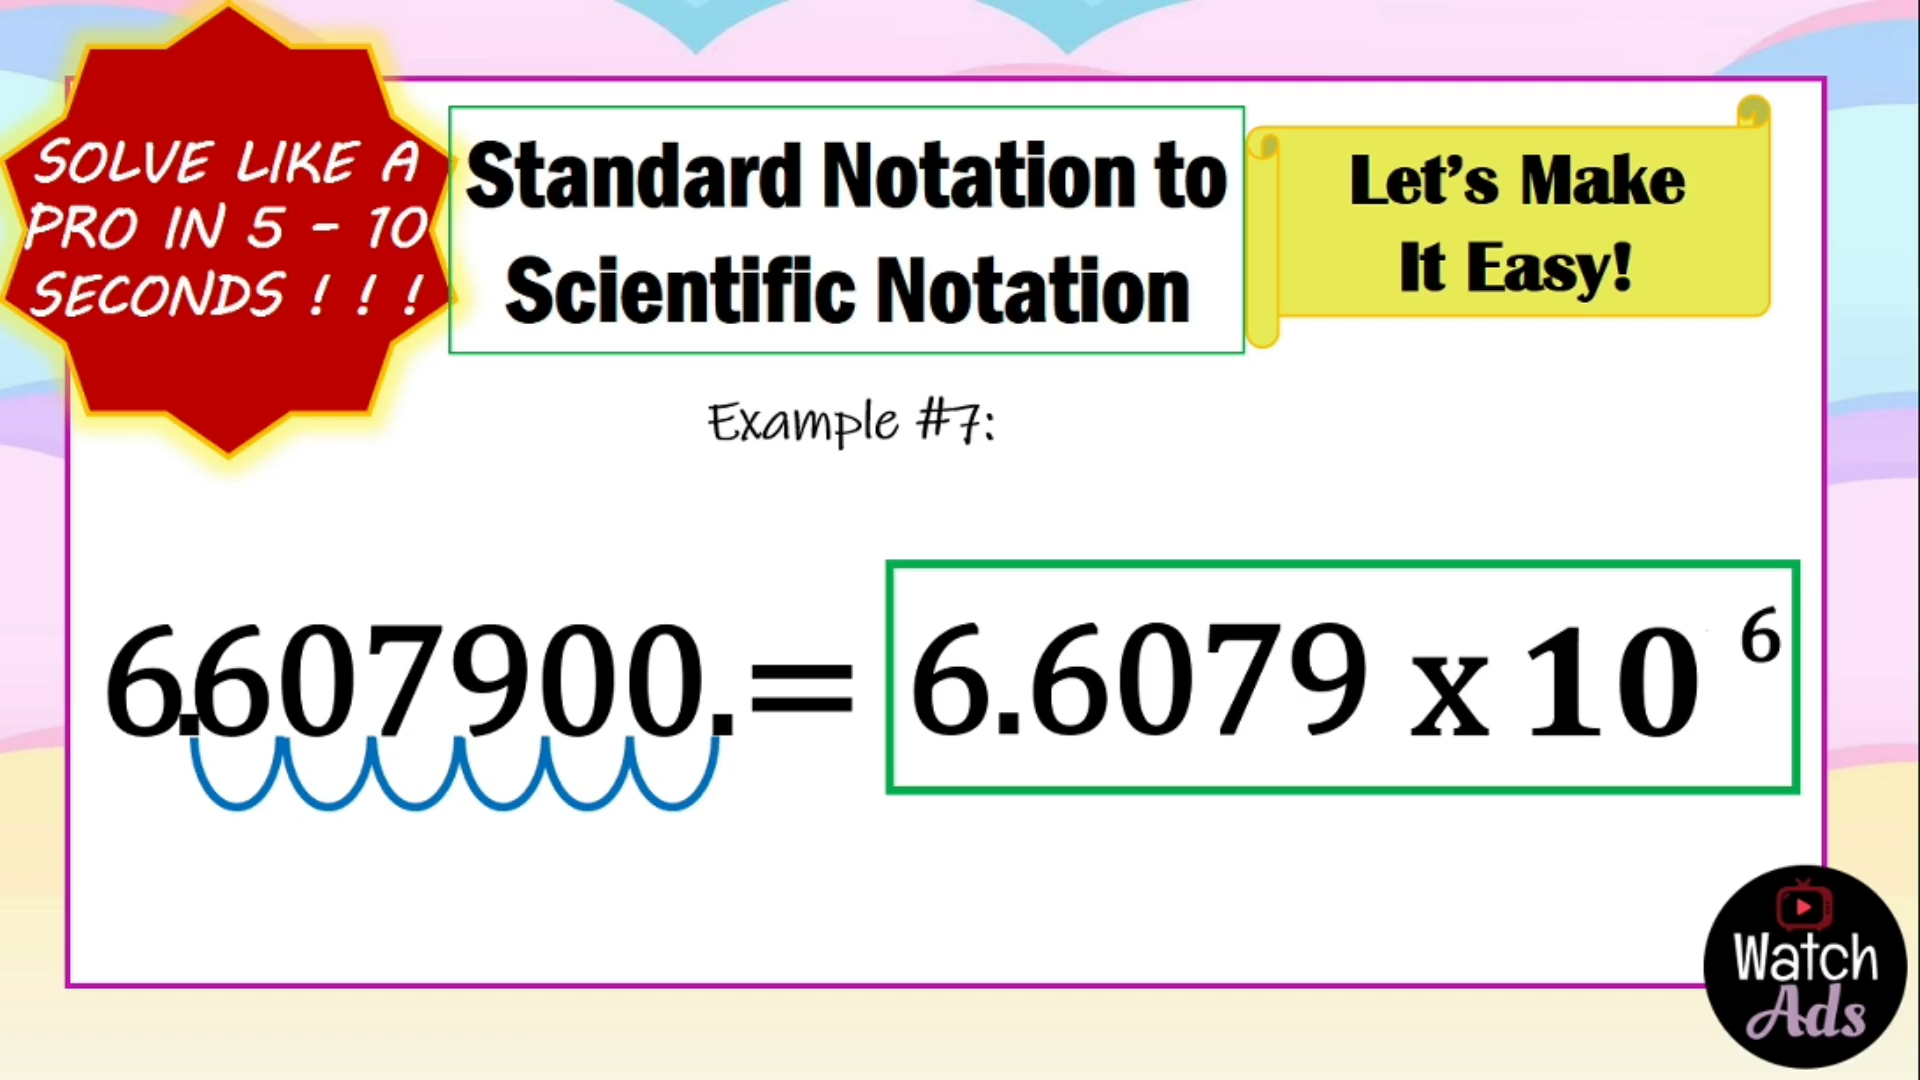 SOLVE LIKE A
PRO IN 5 - 10
SECONDS ! ! !
Standard Notation to
Scientific Notation
Let's Make
It Easy!
Example #7:
6.607900. = 6.6079 x 10 ⁶
Watch
Ads